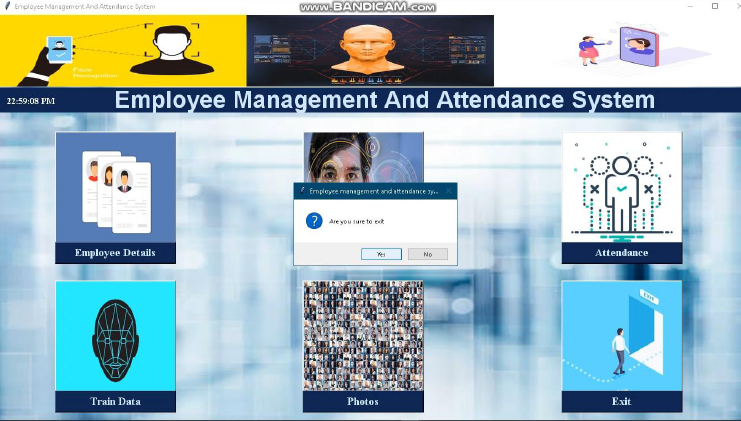 Employee Management And Attendance System
www.BANDICAM.com
Face
Recognition
22:59:08 PM
Employee Management And Attendance System
Employee management and attendance sy...
Are you sure to exit
Yes
No
Employee Details
Attendance
EXIT
Train Data
Photos
Exit